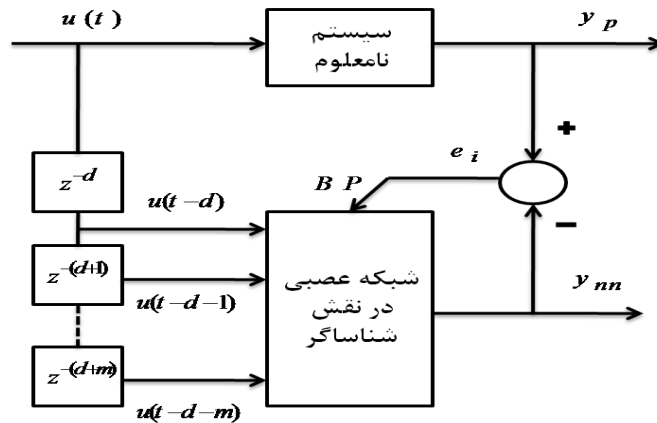 u (t)
سیستم
نامعلوم
y p
+
e i
B P
z^-d
u(t-d)
−
z^-(d+1)
u(t-d-1)
شبکه عصبی
در نقش
شناساگر
y nn
z^-(d+m)
u(t-d-m)